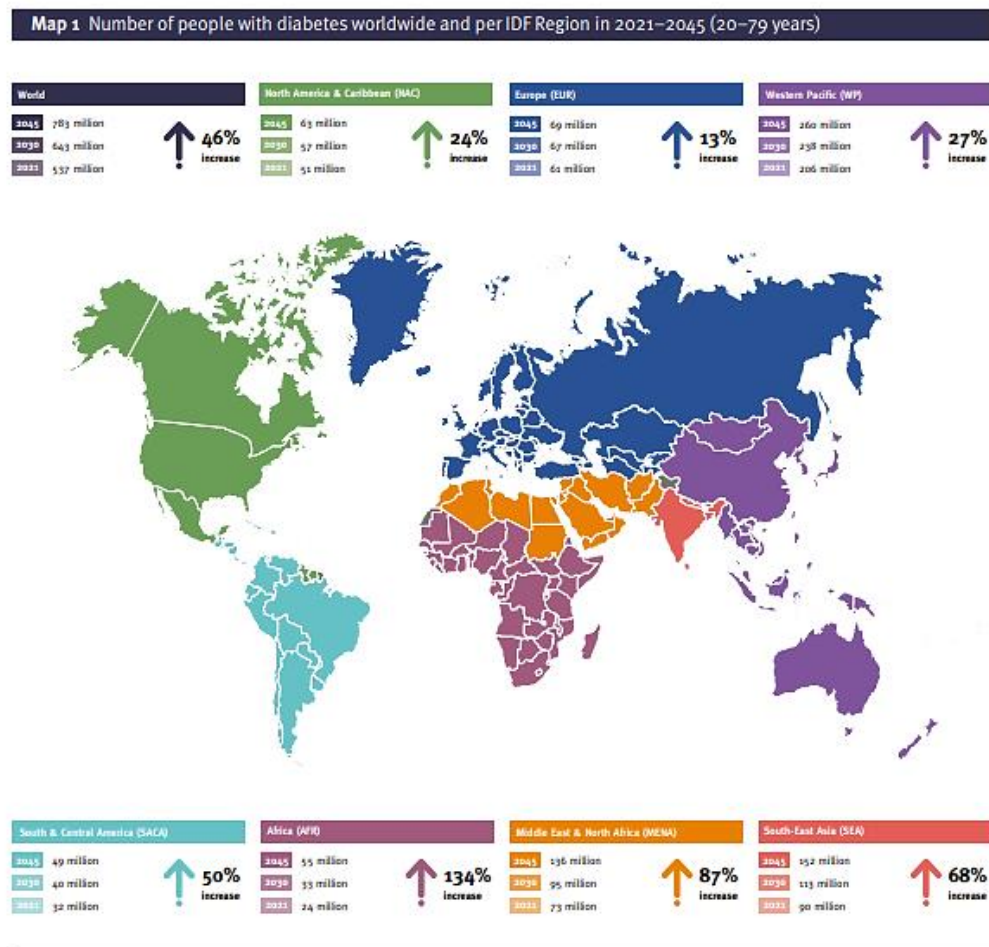 Map 1 Number of people with diabetes worldwide and per IDF Region in 2021–2045 (20–79 years)
World
2045 783 million
2030 643 million
2021 537 million
46%
increase
North America & Caribbean (NAC)
2045 63 million
2030 57 million
2021 51 million
24%
increase
Europe (EUR)
2045 69 million
2030 67 million
2021 61 million
13%
increase
Western Pacific (WP)
2045 260 million
2030 238 million
2021 206 million
27%
increase
South & Central America (SACA)
2045 49 million
2030 40 million
2021 32 million
50%
increase
Africa (AFR)
2045 55 million
2030 33 million
2021 24 million
134%
increase
Middle East & North Africa (MENA)
2045 136 million
2030 95 million
2021 73 million
87%
increase
South-East Asia (SEA)
2045 152 million
2030 113 million
2021 90 million
68%
increase